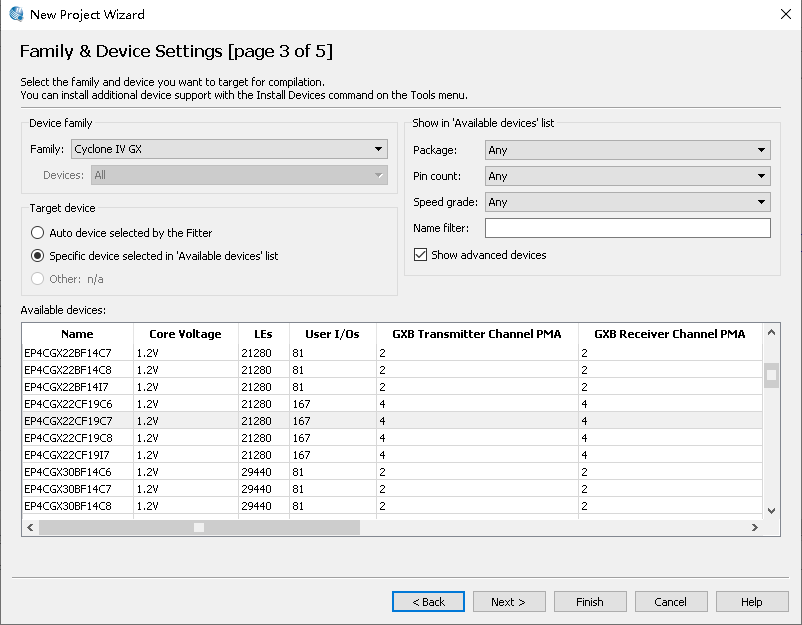 New Project Wizard
Family & Device Settings [page 3 of 5]
Select the family and device you want to target for compilation.
You can install additional device support with the Install Devices command on the Tools menu.
Device family
Family: Cyclone IV GX
Devices: All
Target device
Auto device selected by the Fitter
Specific device selected in 'Available devices' list
Other: n/a
Show in 'Available devices' list
Package: Any
Pin count: Any
Speed grade: Any
Name filter:
Show advanced devices
Available devices:
Name Core Voltage LEs User I/Os GXB Transmitter Channel PMA GXB Receiver Channel PMA
EP4CGX22BF14C7 1.2V 21280 81 2 2
EP4CGX22BF14C8 1.2V 21280 81 2 2
EP4CGX22BF14I7 1.2V 21280 81 2 2
EP4CGX22CF19C6 1.2V 21280 167 4 4
EP4CGX22CF19C7 1.2V 21280 167 4 4
EP4CGX22CF19C8 1.2V 21280 167 4 4
EP4CGX22CF19I7 1.2V 21280 167 4 4
EP4CGX30BF14C6 1.2V 29440 81 2 2
EP4CGX30BF14C7 1.2V 29440 81 2 2
EP4CGX30BF14C8 1.2V 29440 81 2 2
< Back Next > Finish Cancel Help